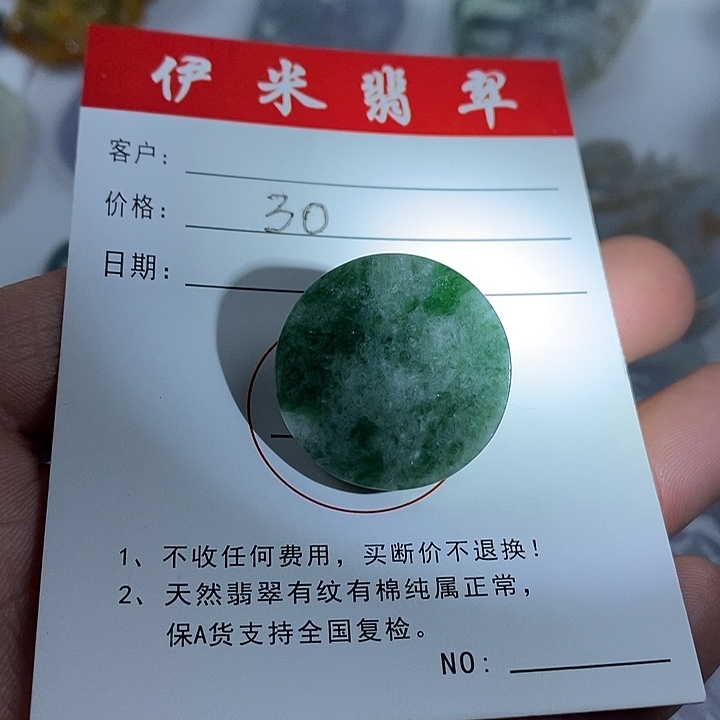 伊米翡翠
客户：
价格：30
日期：
1、不收任何费用，买断价不退换！
2、天然翡翠有纹有棉纯属正常，
保A货支持全国复检。
NO：